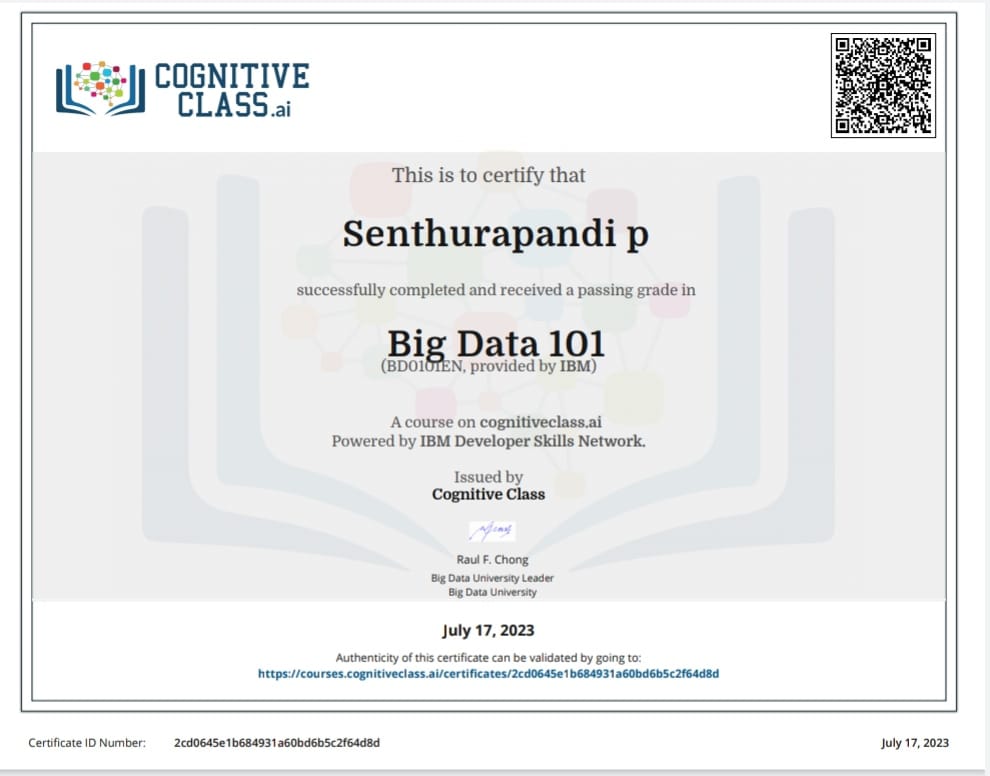 COGNITIVE
CLASS.ai
This is to certify that
Senthurapandi p
successfully completed and received a passing grade in
Big Data 101
(BD0101EN, provided by IBM)
A course on cognitiveclass.ai
Powered by IBM Developer Skills Network.
Issued by
Cognitive Class
Raul F. Chong
Big Data University Leader
Big Data University
July 17, 2023
Authenticity of this certificate can be validated by going to:
https://courses.cognitiveclass.ai/certificates/2cd0645e1b684931a60bd6b5c2f64d8d
Certificate ID Number: 2cd0645e1b684931a60bd6b5c2f64d8d July 17, 2023